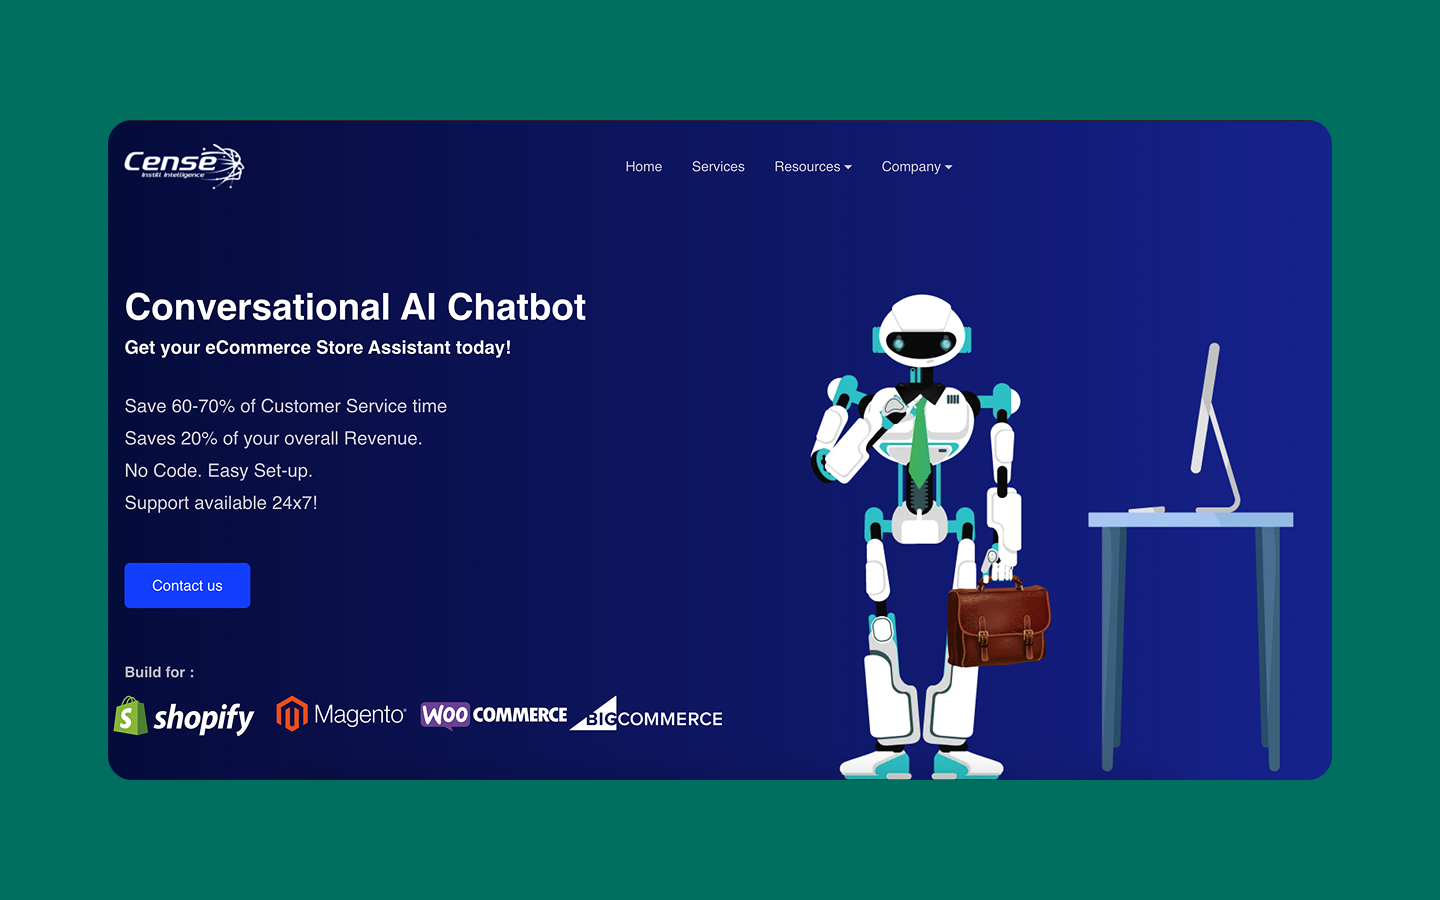 Cense
Instill Intelligence
Home Services Resources Company
Conversational AI Chatbot
Get your eCommerce Store Assistant today!
Save 60-70% of Customer Service time
Saves 20% of your overall Revenue.
No Code. Easy Set-up.
Support available 24x7!
Contact us
Build for :
shopify Magento WOO COMMERCE BIGCOMMERCE